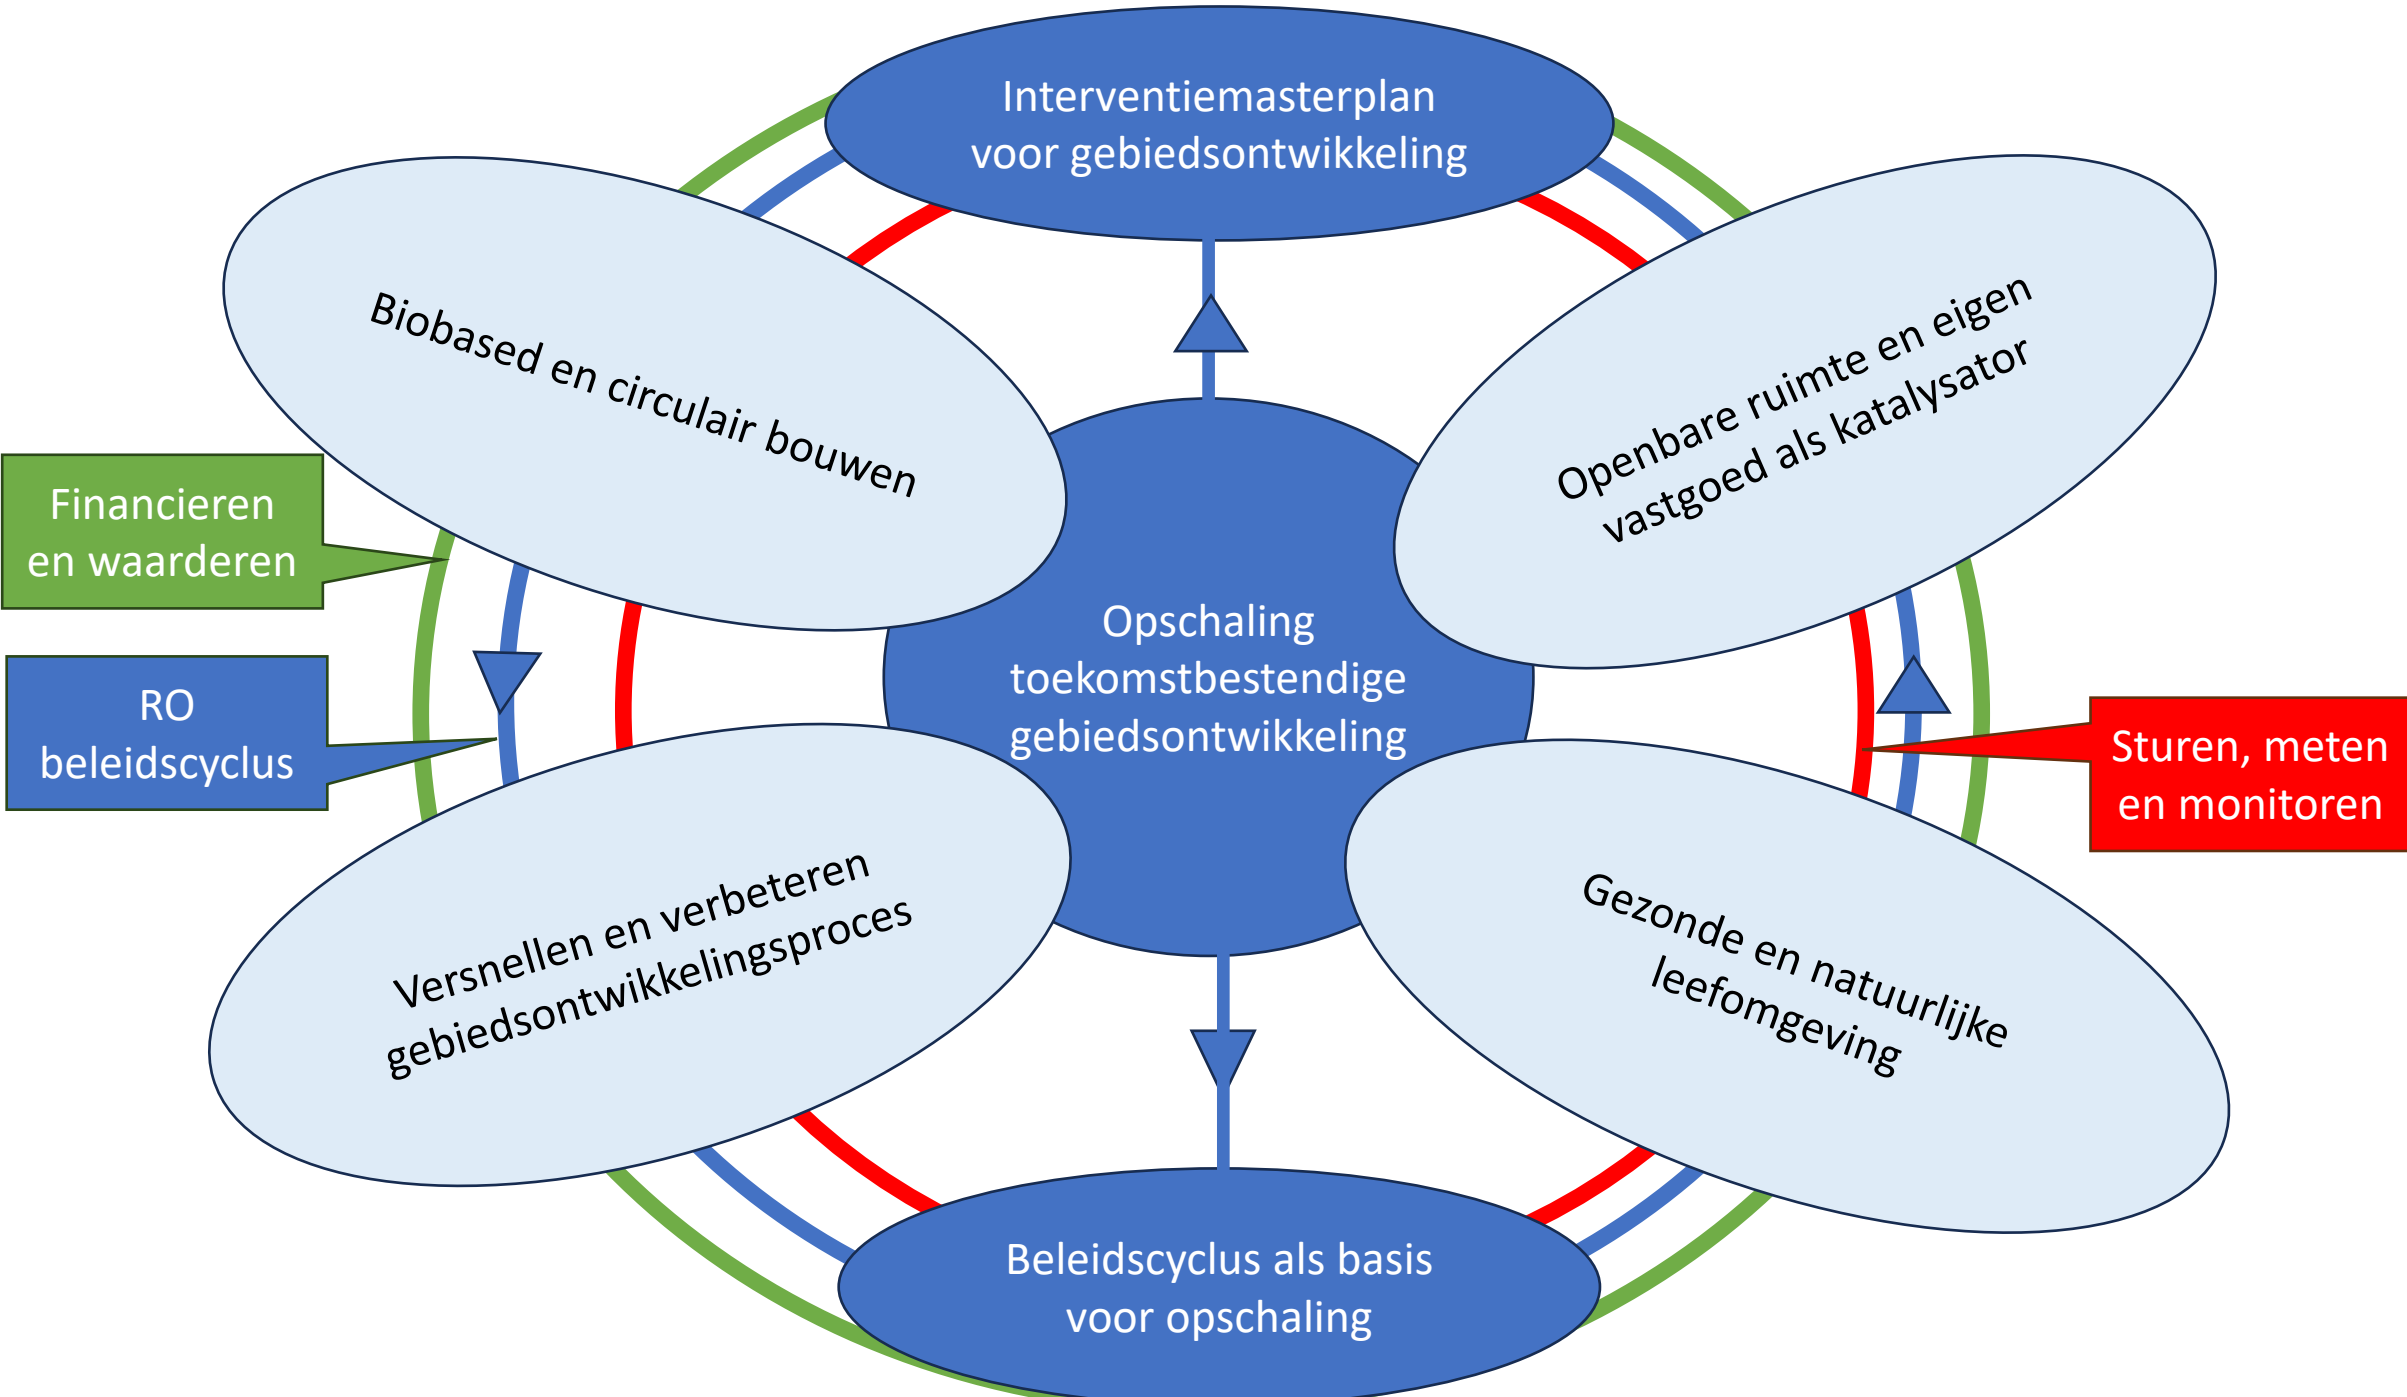 Interventiemasterplan
voor gebiedsontwikkeling
Biobased en circulair bouwen
Openbare ruimte en eigen
vastgoed als katalysator
Financieren
en waarderen
Opschaling
toekomstbestendige
gebiedsontwikkeling
RO
beleidscyclus
Sturen, meten
en monitoren
Versnellen en verbeteren
gebiedsontwikkelingsproces
Gezonde en natuurlijke
leefomgeving
Beleidscyclus als basis
voor opschaling